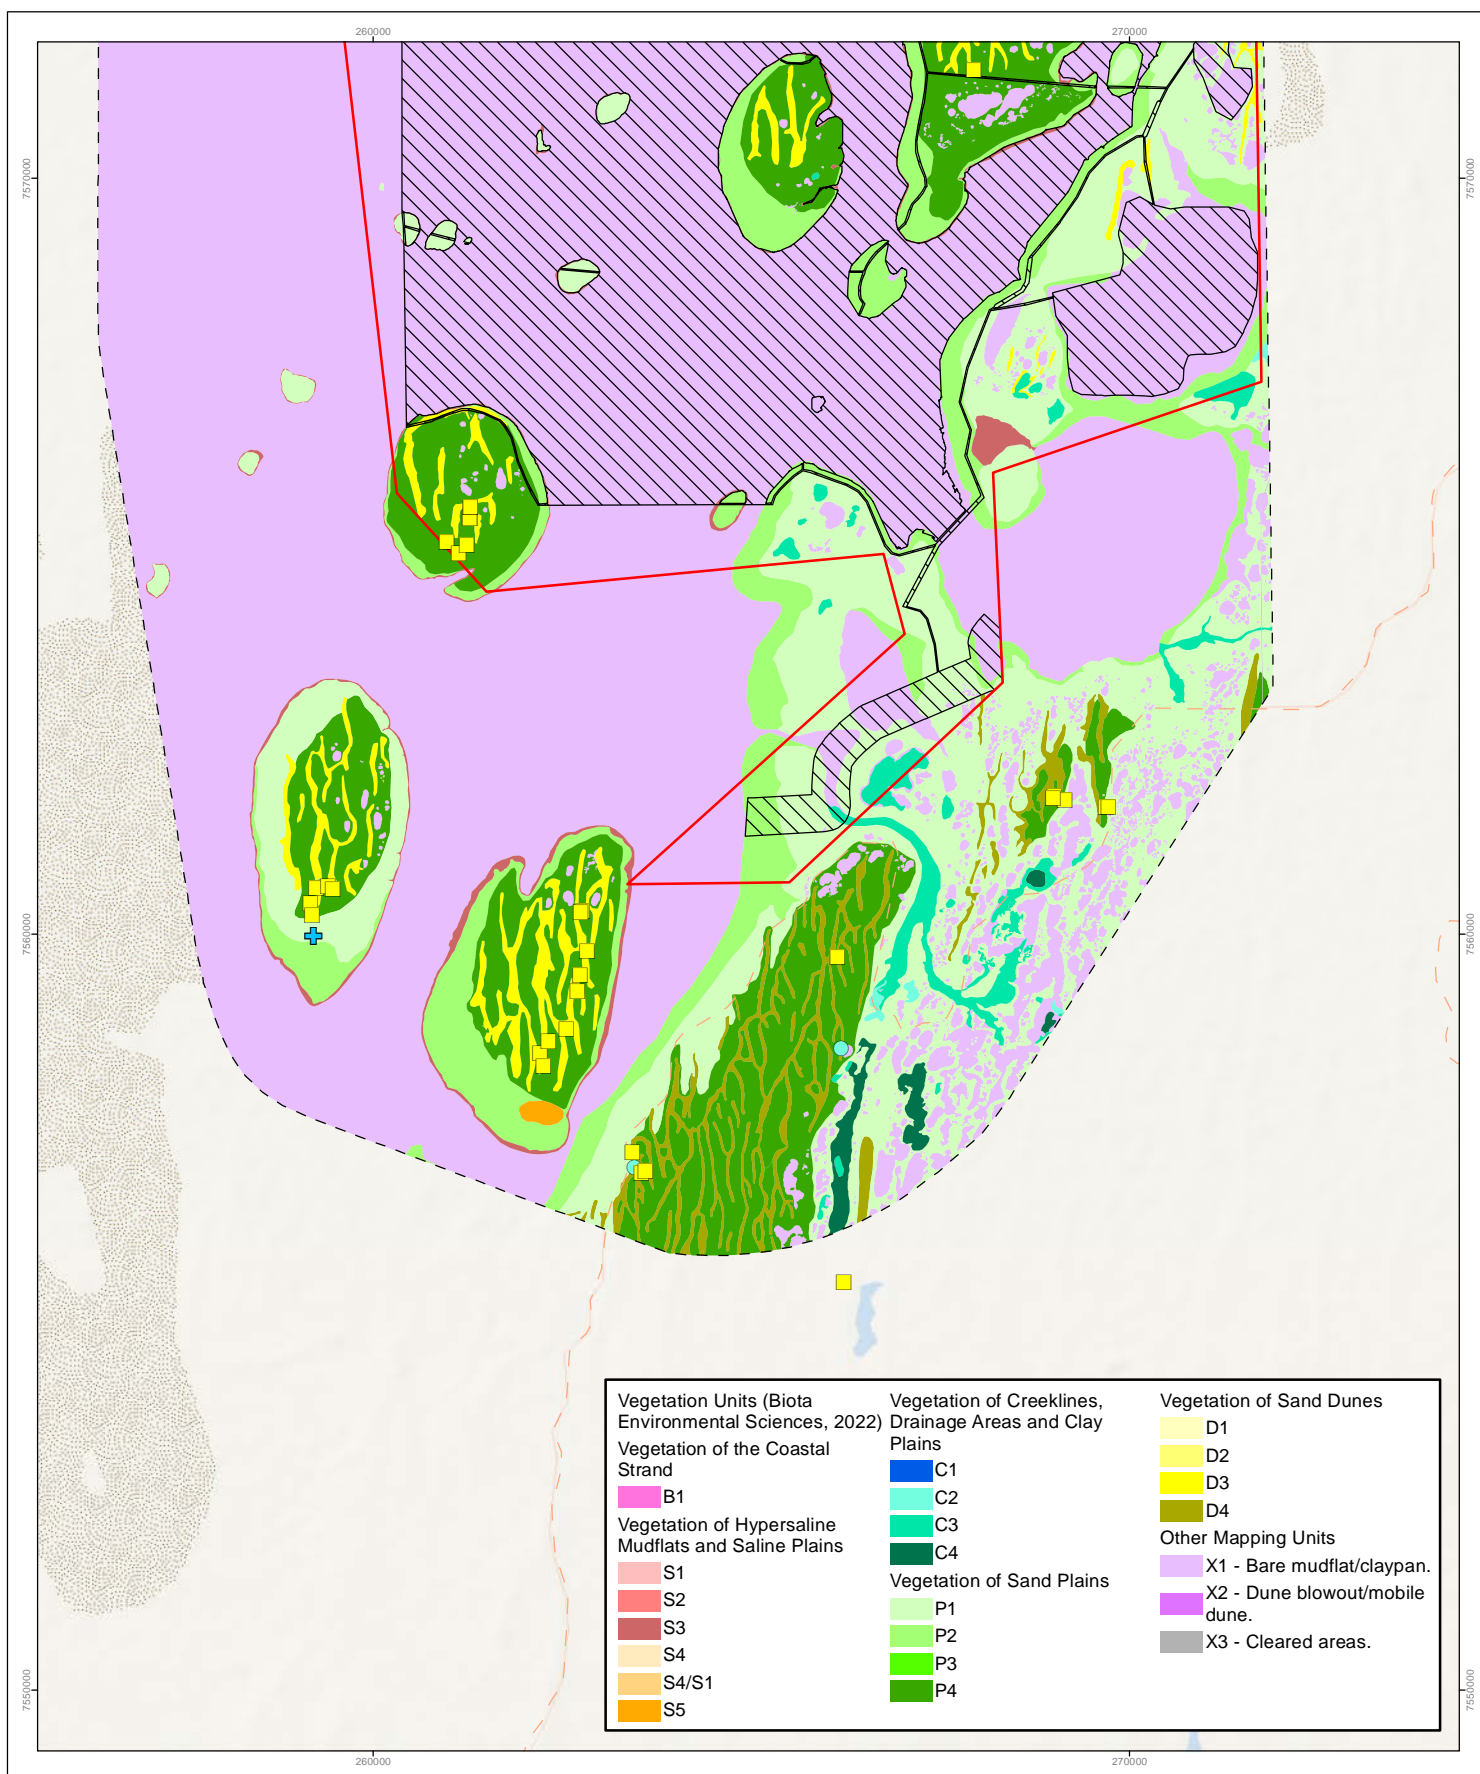 260000
270000
7570000
7570000
7560000
7560000
Vegetation Units (Biota
Environmental Sciences, 2022)
Vegetation of the Coastal
Strand
B1
Vegetation of Hypersaline
Mudflats and Saline Plains
S1
S2
S3
S4
S4/S1
S5
Vegetation of Creeklines,
Drainage Areas and Clay
Plains
C1
C2
C3
C4
Vegetation of Sand Plains
P1
P2
P3
P4
Vegetation of Sand Dunes
D1
D2
D3
D4
Other Mapping Units
X1 - Bare mudflat/claypan.
X2 - Dune blowout/mobile
dune.
X3 - Cleared areas.
7550000
7550000
260000
270000